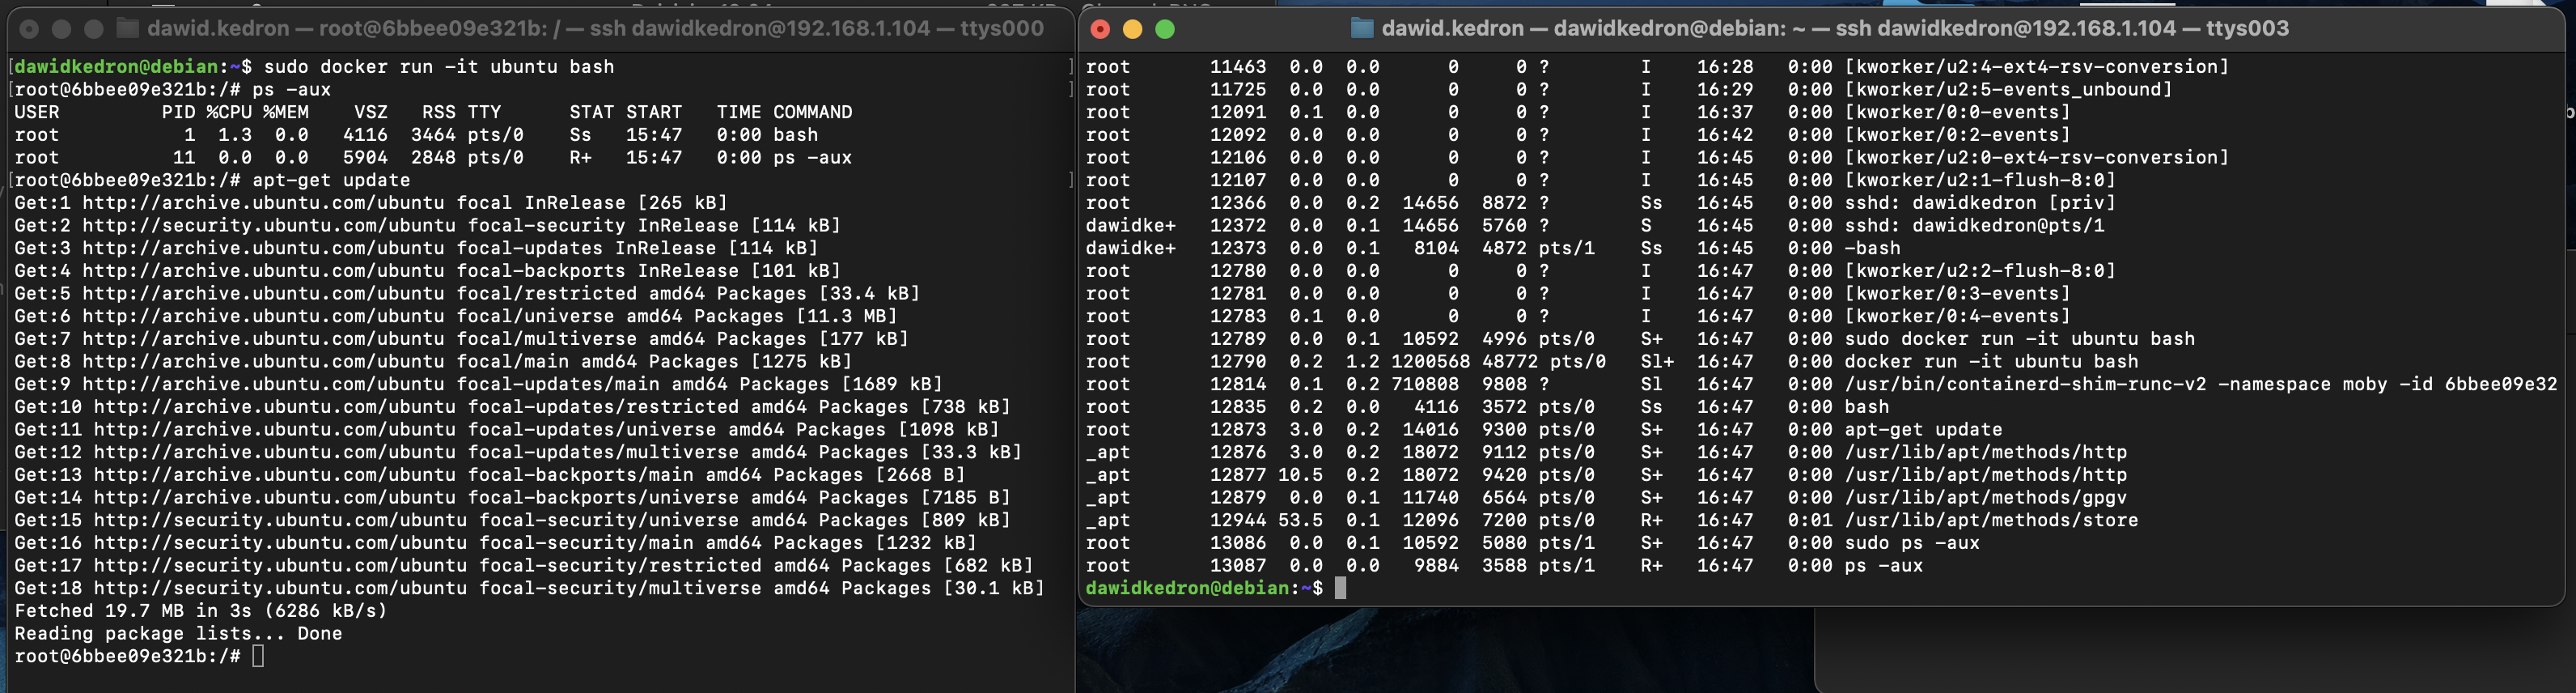 dawid.kedron — root@6bbee09e321b: / — ssh dawidkedron@192.168.1.104 — ttys000
[dawidkedron@debian:~$ sudo docker run -it ubuntu bash ]
[root@6bbee09e321b:/# ps -aux ]
USER PID %CPU %MEM VSZ RSS TTY STAT START TIME COMMAND
root 1 1.3 0.0 4116 3464 pts/0 Ss 15:47 0:00 bash
root 11 0.0 0.0 5904 2848 pts/0 R+ 15:47 0:00 ps -aux
[root@6bbee09e321b:/# apt-get update ]
Get:1 http://archive.ubuntu.com/ubuntu focal InRelease [265 kB]
Get:2 http://security.ubuntu.com/ubuntu focal-security InRelease [114 kB]
Get:3 http://archive.ubuntu.com/ubuntu focal-updates InRelease [114 kB]
Get:4 http://archive.ubuntu.com/ubuntu focal-backports InRelease [101 kB]
Get:5 http://archive.ubuntu.com/ubuntu focal/restricted amd64 Packages [33.4 kB]
Get:6 http://archive.ubuntu.com/ubuntu focal/universe amd64 Packages [11.3 MB]
Get:7 http://archive.ubuntu.com/ubuntu focal/multiverse amd64 Packages [177 kB]
Get:8 http://archive.ubuntu.com/ubuntu focal/main amd64 Packages [1275 kB]
Get:9 http://archive.ubuntu.com/ubuntu focal-updates/main amd64 Packages [1689 kB]
Get:10 http://archive.ubuntu.com/ubuntu focal-updates/restricted amd64 Packages [738 kB]
Get:11 http://archive.ubuntu.com/ubuntu focal-updates/universe amd64 Packages [1098 kB]
Get:12 http://archive.ubuntu.com/ubuntu focal-updates/multiverse amd64 Packages [33.3 kB]
Get:13 http://archive.ubuntu.com/ubuntu focal-backports/main amd64 Packages [2668 B]
Get:14 http://archive.ubuntu.com/ubuntu focal-backports/universe amd64 Packages [7185 B]
Get:15 http://security.ubuntu.com/ubuntu focal-security/universe amd64 Packages [809 kB]
Get:16 http://security.ubuntu.com/ubuntu focal-security/main amd64 Packages [1232 kB]
Get:17 http://security.ubuntu.com/ubuntu focal-security/restricted amd64 Packages [682 kB]
Get:18 http://security.ubuntu.com/ubuntu focal-security/multiverse amd64 Packages [30.1 kB]
Fetched 19.7 MB in 3s (6286 kB/s)
Reading package lists... Done
root@6bbee09e321b:/#
dawid.kedron — dawidkedron@debian: ~ — ssh dawidkedron@192.168.1.104 — ttys003
root 11463 0.0 0.0 0 0 ? I 16:28 0:00 [kworker/u2:4-ext4-rsv-conversion]
root 11725 0.0 0.0 0 0 ? I 16:29 0:00 [kworker/u2:5-events_unbound]
root 12091 0.1 0.0 0 0 ? I 16:37 0:00 [kworker/0:0-events]
root 12092 0.0 0.0 0 0 ? I 16:42 0:00 [kworker/0:2-events]
root 12106 0.0 0.0 0 0 ? I 16:45 0:00 [kworker/u2:0-ext4-rsv-conversion]
root 12107 0.0 0.0 0 0 ? I 16:45 0:00 [kworker/u2:1-flush-8:0]
root 12366 0.0 0.2 14656 8872 ? Ss 16:45 0:00 sshd: dawidkedron [priv]
dawidke+ 12372 0.0 0.1 14656 5760 ? S 16:45 0:00 sshd: dawidkedron@pts/1
dawidke+ 12373 0.0 0.1 8104 4872 pts/1 Ss 16:45 0:00 -bash
root 12780 0.0 0.0 0 0 ? I 16:47 0:00 [kworker/u2:2-flush-8:0]
root 12781 0.0 0.0 0 0 ? I 16:47 0:00 [kworker/0:3-events]
root 12783 0.1 0.0 0 0 ? I 16:47 0:00 [kworker/0:4-events]
root 12789 0.0 0.1 10592 4996 pts/0 S+ 16:47 0:00 sudo docker run -it ubuntu bash
root 12790 0.2 1.2 1200568 48772 pts/0 Sl+ 16:47 0:00 docker run -it ubuntu bash
root 12814 0.1 0.2 710808 9808 ? Sl 16:47 0:00 /usr/bin/containerd-shim-runc-v2 -namespace moby -id 6bbee09e32
root 12835 0.2 0.0 4116 3572 pts/0 Ss 16:47 0:00 bash
root 12873 3.0 0.2 14016 9300 pts/0 S+ 16:47 0:00 apt-get update
_apt 12876 3.0 0.2 18072 9112 pts/0 S+ 16:47 0:00 /usr/lib/apt/methods/http
_apt 12877 10.5 0.2 18072 9420 pts/0 S+ 16:47 0:00 /usr/lib/apt/methods/http
_apt 12879 0.0 0.1 11740 6564 pts/0 S+ 16:47 0:00 /usr/lib/apt/methods/gpgv
_apt 12944 53.5 0.1 12096 7200 pts/0 R+ 16:47 0:01 /usr/lib/apt/methods/store
root 13086 0.0 0.1 10592 5080 pts/1 S+ 16:47 0:00 sudo ps -aux
root 13087 0.0 0.0 9884 3588 pts/1 R+ 16:47 0:00 ps -aux
dawidkedron@debian:~$